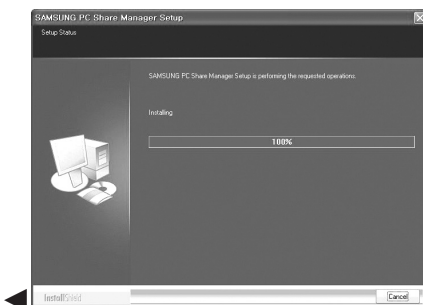 SAMSUNG PC Share Manager Setup
Setup Status
SAMSUNG PC Share Manager Setup is performing the requested operations.
Installing
100%
InstallShield
Cancel